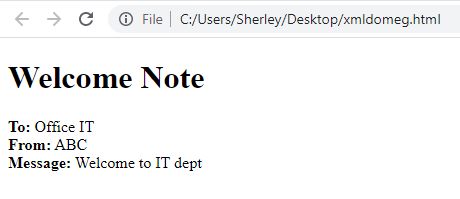 File | C:/Users/Sherley/Desktop/xmldomeg.html
Welcome Note
To: Office IT
From: ABC
Message: Welcome to IT dept